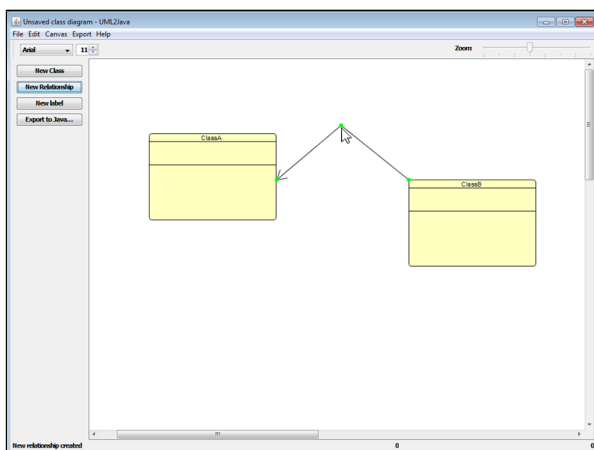 Unsaved class diagram - UML2Java
File Edit Canvas Export Help
Arial 11 Zoom
New Class
New Relationship
New label
Export to Java...
ClassA
ClassB
New relationship created 0 0